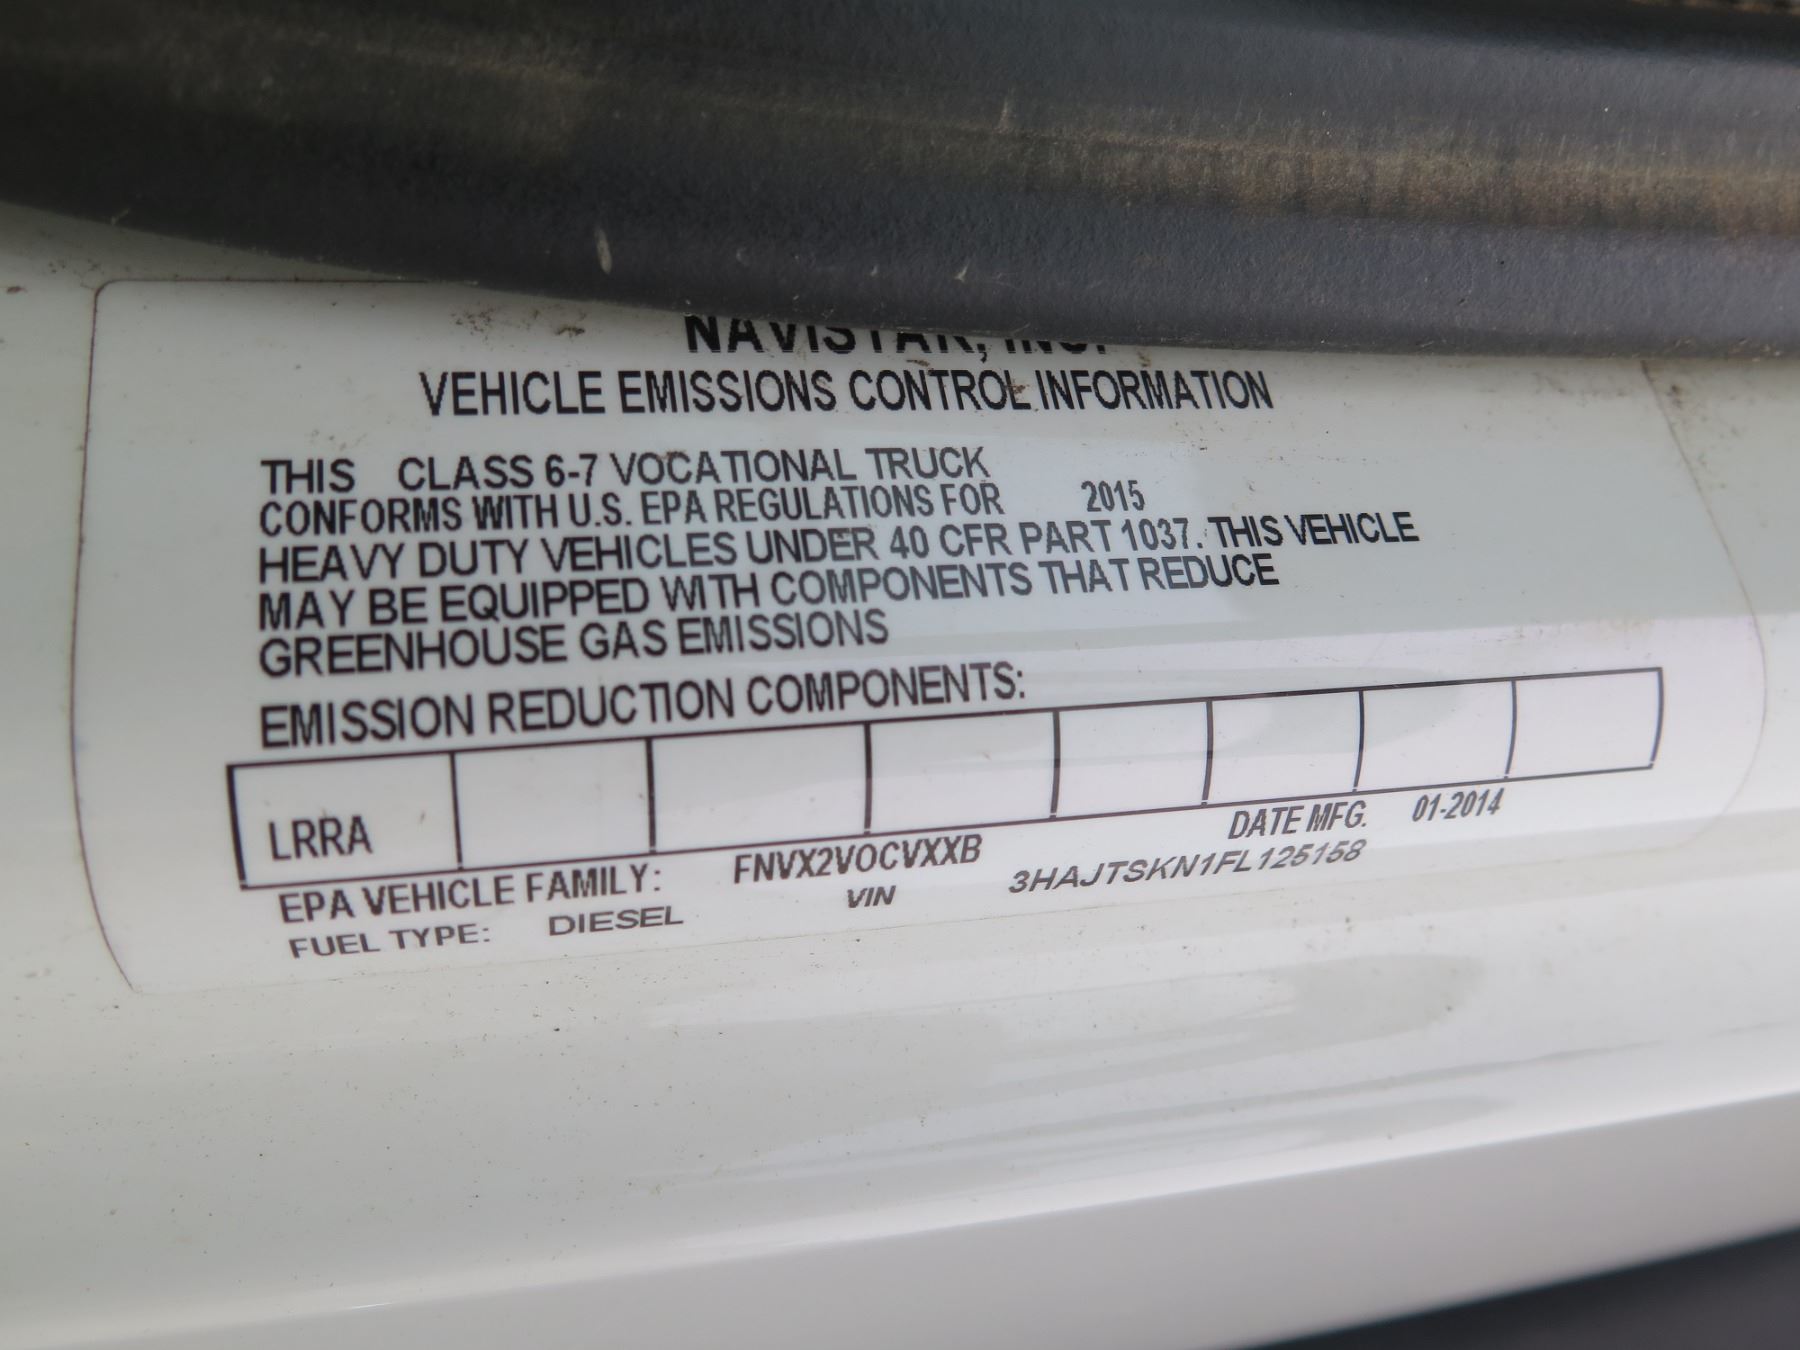 NAVISTAR, INC.
VEHICLE EMISSIONS CONTROL INFORMATION
THIS CLASS 6-7 VOCATIONAL TRUCK
CONFORMS WITH U.S. EPA REGULATIONS FOR 2015
HEAVY DUTY VEHICLES UNDER 40 CFR PART 1037. THIS VEHICLE
MAY BE EQUIPPED WITH COMPONENTS THAT REDUCE
GREENHOUSE GAS EMISSIONS
EMISSION REDUCTION COMPONENTS:
LRRA
DATE MFG. 01-2014
EPA VEHICLE FAMILY: FNVX2VOCVXXB
FUEL TYPE: DIESEL VIN 3HAJTSKN1FL125158